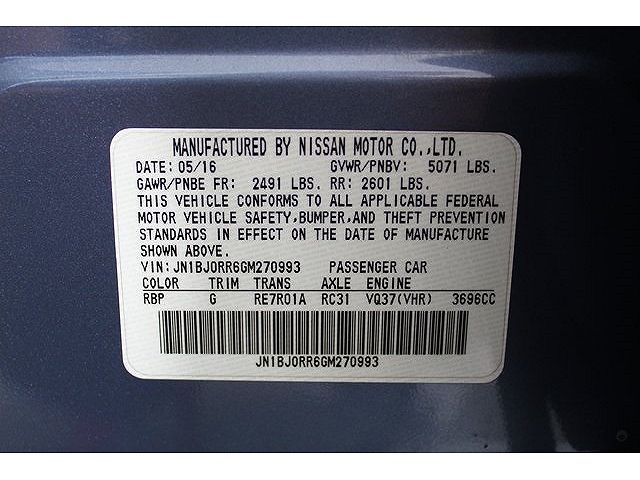 MANUFACTURED BY NISSAN MOTOR CO.,LTD.
DATE: 05/16 GVWR/PNBV: 5071 LBS.
GAWR/PNBE FR: 2491 LBS. RR: 2601 LBS.
THIS VEHICLE CONFORMS TO ALL APPLICABLE FEDERAL
MOTOR VEHICLE SAFETY,BUMPER,AND THEFT PREVENTION
STANDARDS IN EFFECT ON THE DATE OF MANUFACTURE
SHOWN ABOVE.
VIN: JN1BJ0RR6GM270993 PASSENGER CAR
COLOR TRIM TRANS AXLE ENGINE
RBP G RE7R01A RC31 VQ37(VHR) 3696CC
JN1BJ0RR6GM270993